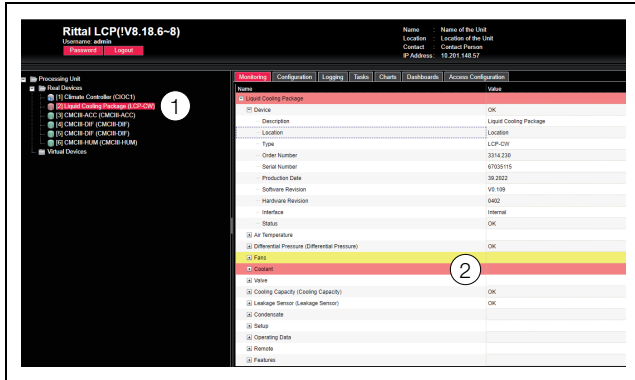 Rittal LCP(!V8.18.6~8)
Username: admin
Password Logout
Name : Name of the Unit
Location : Location of the Unit
Contact : Contact Person
IP Address: 10.201.148.57
Processing Unit
Real Devices
[1] Climate Controller (CIOC1)
[2] Liquid Cooling Package (LCP-CW)
[3] CMCIII-ACC (CMCIII-ACC)
[4] CMCIII-DIF (CMCIII-DIF)
[5] CMCIII-DIF (CMCIII-DIF)
[6] CMCIII-HUM (CMCIII-HUM)
Virtual Devices
1
Monitoring Configuration Logging Tasks Charts Dashboards Access Configuration
Name Value
Liquid Cooling Package
Device OK
Description Liquid Cooling Package
Location Location
Type LCP-CW
Order Number 3314.230
Serial Number 67035115
Production Date 39.2022
Software Revision V0.109
Hardware Revision 0402
Interface Internal
Status OK
Air Temperature
Differential Pressure (Differential Pressure) OK
Fans
Coolant
2
Valve
Cooling Capacity (Cooling Capacity) OK
Leakage Sensor (Leakage Sensor) OK
Condensate
Setup
Operating Data
Remote
Features